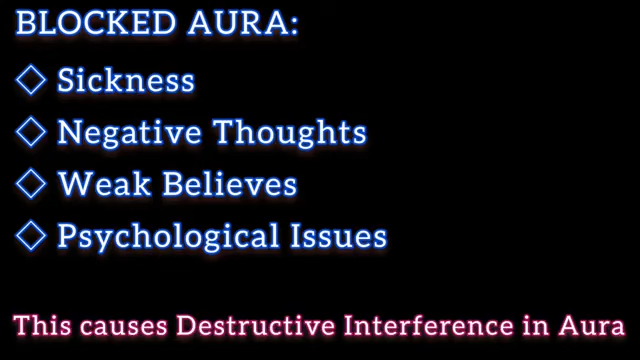 BLOCKED AURA:
◇ Sickness
◇ Negative Thoughts
◇ Weak Believes
◇ Psychological Issues
This causes Destructive Interference in Aura